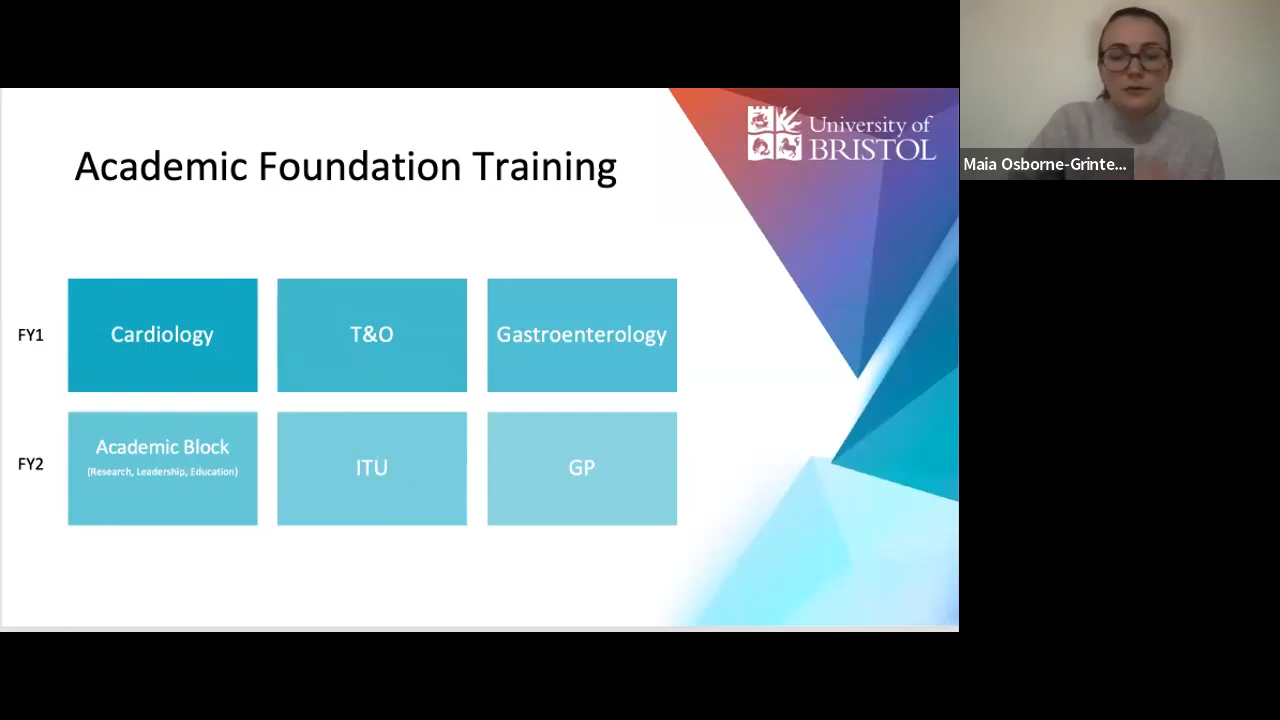 University of
BRISTOL
Academic Foundation Training
Maia Osborne-Grinte...
FY1
Cardiology
T&O
Gastroenterology
FY2
Academic Block
(Research, Leadership, Education)
ITU
GP